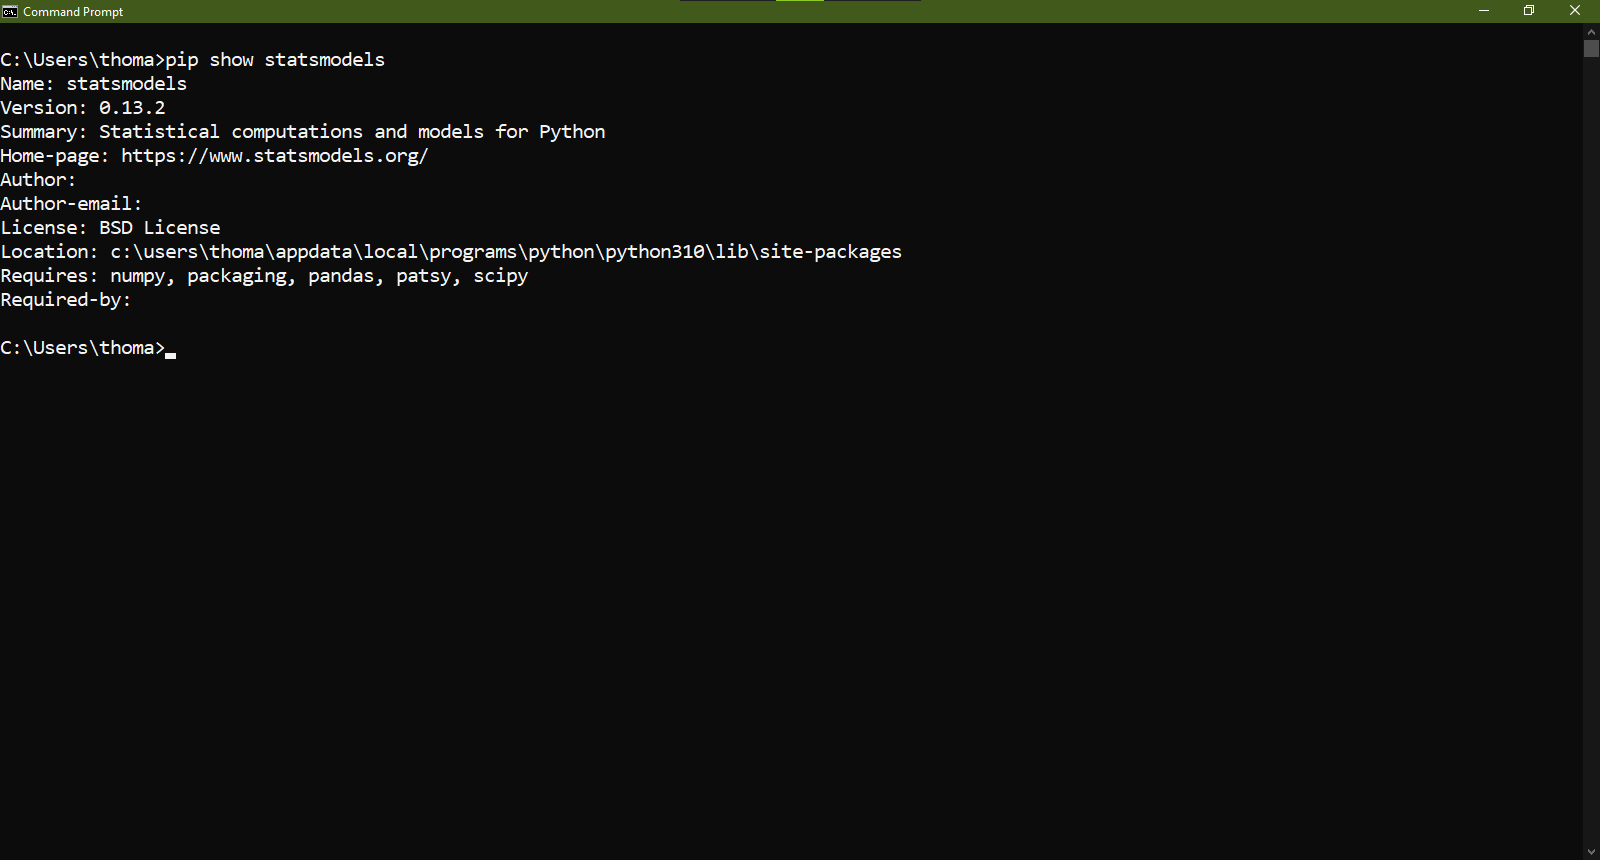 Command Prompt
C:\Users\thoma>pip show statsmodels
Name: statsmodels
Version: 0.13.2
Summary: Statistical computations and models for Python
Home-page: https://www.statsmodels.org/
Author:
Author-email:
License: BSD License
Location: c:\users\thoma\appdata\local\programs\python\python310\lib\site-packages
Requires: numpy, packaging, pandas, patsy, scipy
Required-by:
C:\Users\thoma>